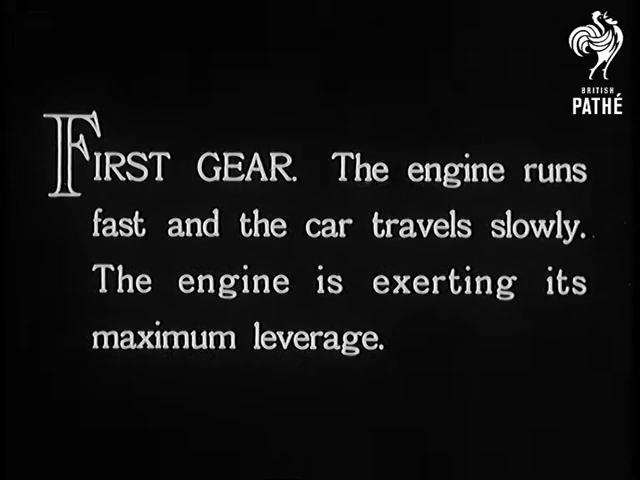 BRITISH
PATHÉ
FIRST GEAR. The engine runs
fast and the car travels slowly.
The engine is exerting its
maximum leverage.